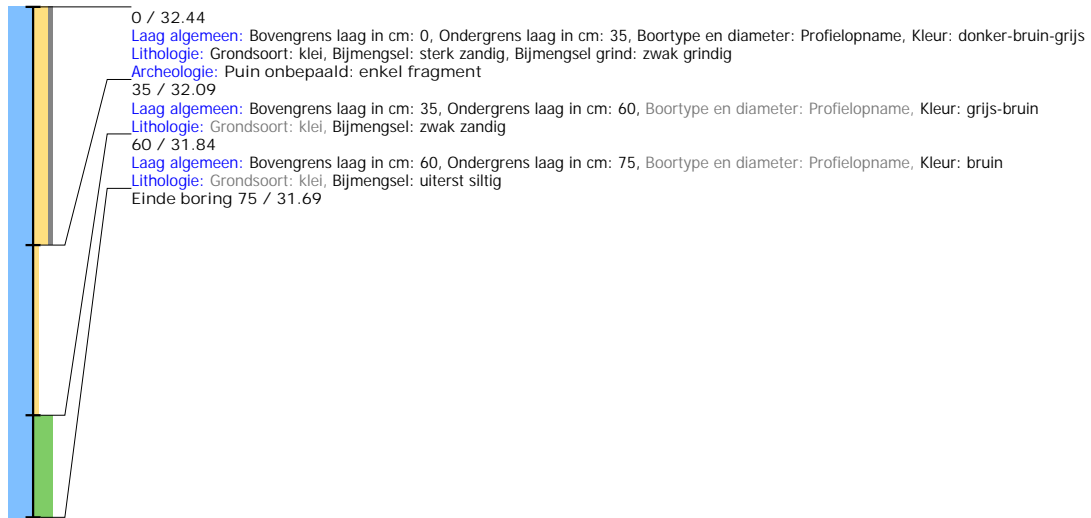 0 / 32.44
Laag algemeen: Bovengrens laag in cm: 0, Ondergrens laag in cm: 35, Boortype en diameter: Profielopname, Kleur: donker-bruin-grijs
Lithologie: Grondsoort: klei, Bijmengsel: sterk zandig, Bijmengsel grind: zwak grindig
Archeologie: Puin onbepaald: enkel fragment
35 / 32.09
Laag algemeen: Bovengrens laag in cm: 35, Ondergrens laag in cm: 60, Boortype en diameter: Profielopname, Kleur: grijs-bruin
Lithologie: Grondsoort: klei, Bijmengsel: zwak zandig
60 / 31.84
Laag algemeen: Bovengrens laag in cm: 60, Ondergrens laag in cm: 75, Boortype en diameter: Profielopname, Kleur: bruin
Lithologie: Grondsoort: klei, Bijmengsel: uiterst siltig
Einde boring 75 / 31.69